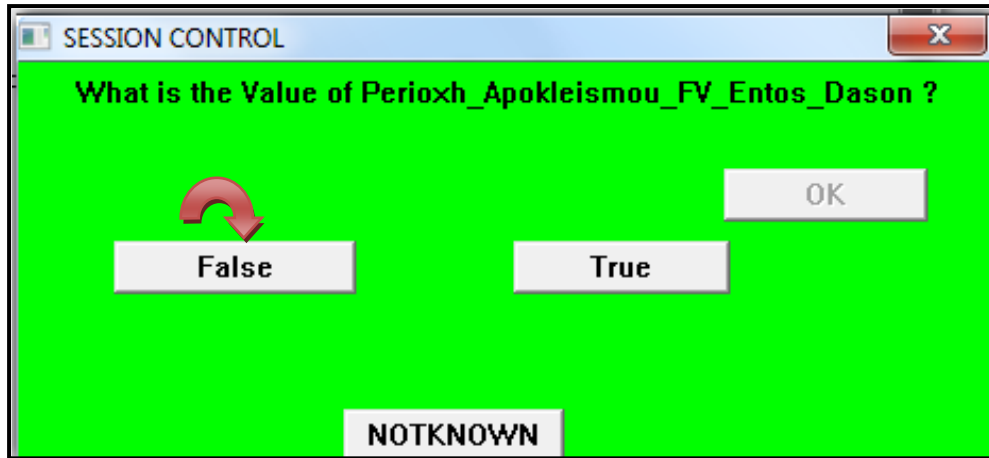 SESSION CONTROL
What is the Value of Perioxh_Apokleismou_FV_Entos_Dason ?
OK
False
True
NOTKNOWN